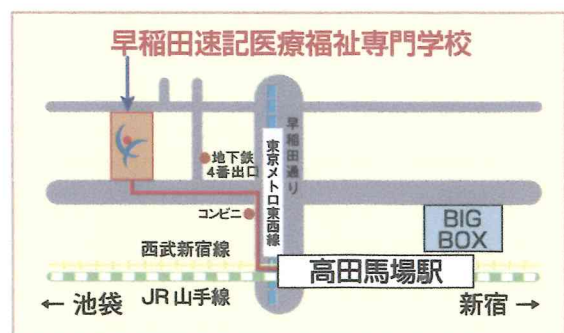 早稲田速記医療福祉専門学校
早稲田通り
東京メトロ東西線
地下鉄
4番出口
コンビニ
BIG
BOX
西武新宿線
高田馬場駅
← 池袋
JR山手線
新宿 →